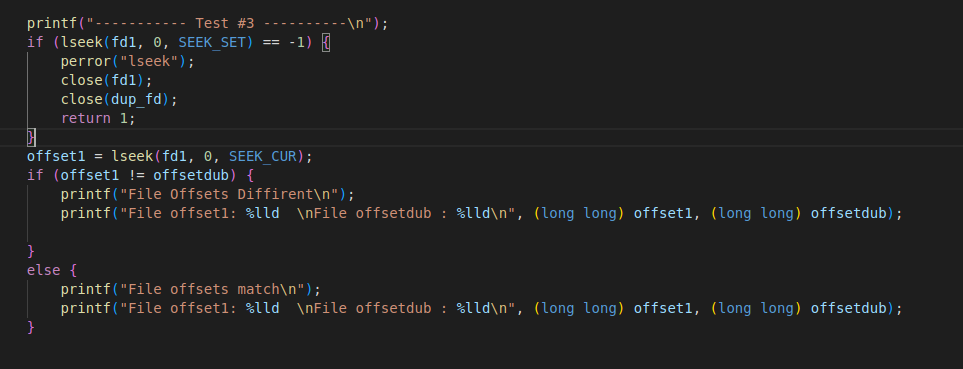 printf("----------- Test #3 ----------\n");
if (lseek(fd1, 0, SEEK_SET) == -1) {
    perror("lseek");
    close(fd1);
    close(dup_fd);
    return 1;
}
offset1 = lseek(fd1, 0, SEEK_CUR);
if (offset1 != offsetdub) {
    printf("File Offsets Diffirent\n");
    printf("File offset1: %lld  \nFile offsetdub : %lld\n", (long long) offset1, (long long) offsetdub);
}
else {
    printf("File offsets match\n");
    printf("File offset1: %lld  \nFile offsetdub : %lld\n", (long long) offset1, (long long) offsetdub);
}